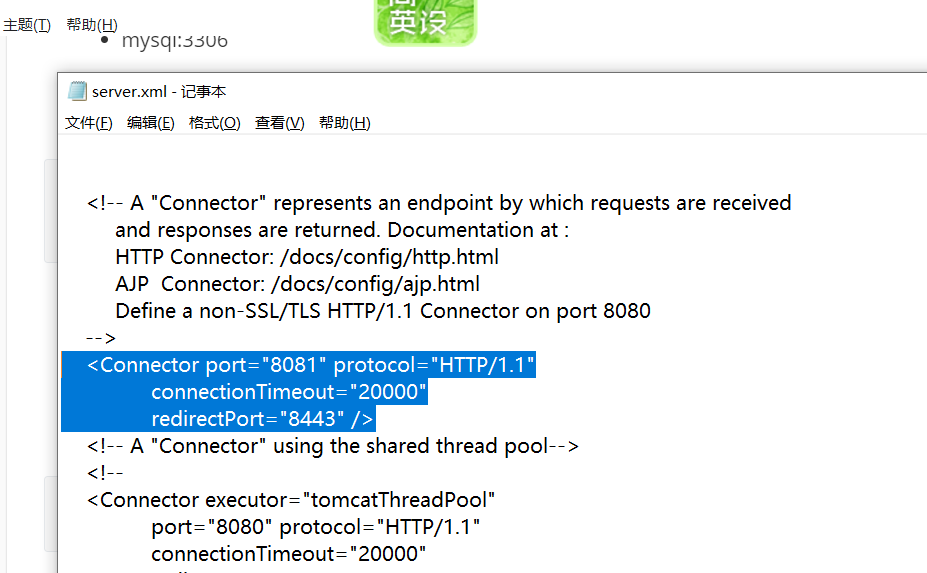 主题(T) 帮助(H)
英设
mysql:3306
server.xml - 记事本
文件(F) 编辑(E) 格式(O) 查看(V) 帮助(H)
<!-- A "Connector" represents an endpoint by which requests are received
and responses are returned. Documentation at :
HTTP Connector: /docs/config/http.html
AJP  Connector: /docs/config/ajp.html
Define a non-SSL/TLS HTTP/1.1 Connector on port 8080
-->
<Connector port="8081" protocol="HTTP/1.1"
connectionTimeout="20000"
redirectPort="8443" />
<!-- A "Connector" using the shared thread pool-->
<!--
<Connector executor="tomcatThreadPool"
port="8080" protocol="HTTP/1.1"
connectionTimeout="20000"